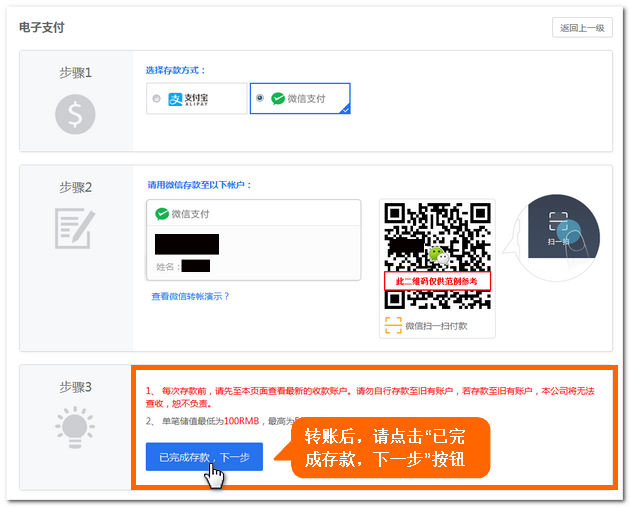 电子支付
返回上一级
步骤1
选择存款方式：
支付宝
ALIPAY
微信支付
步骤2
请用微信存款至以下帐户：
微信支付
姓名：
查看微信转帐演示？
此二维码仅供范例参考
微信扫一扫付款
扫一扫
步骤3
1、 每次存款前，请先至本页面查看最新的收款账户。请勿自行存款至旧有账户，若存款至旧有账户，本公司将无法
查收，恕不负责。
2、 单笔储值最低为100RMB，最高为
已完成存款，下一步
转账后，请点击“已完
成存款，下一步”按钮